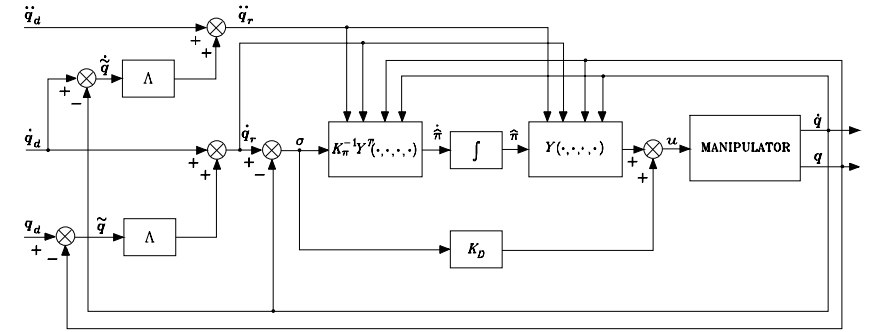 q̈_d
q̈_r
+
+
q̃̇
Λ
+
−
q̇_d
q̇_r
+
+
+
−
σ
K_π^{-1}Y^T(·,·,·,·)
π̂̇
∫
π̂
Y(·,·,·,·)
+
+
u
MANIPULATOR
q̇
q
q_d
q̃
+
−
Λ
K_D